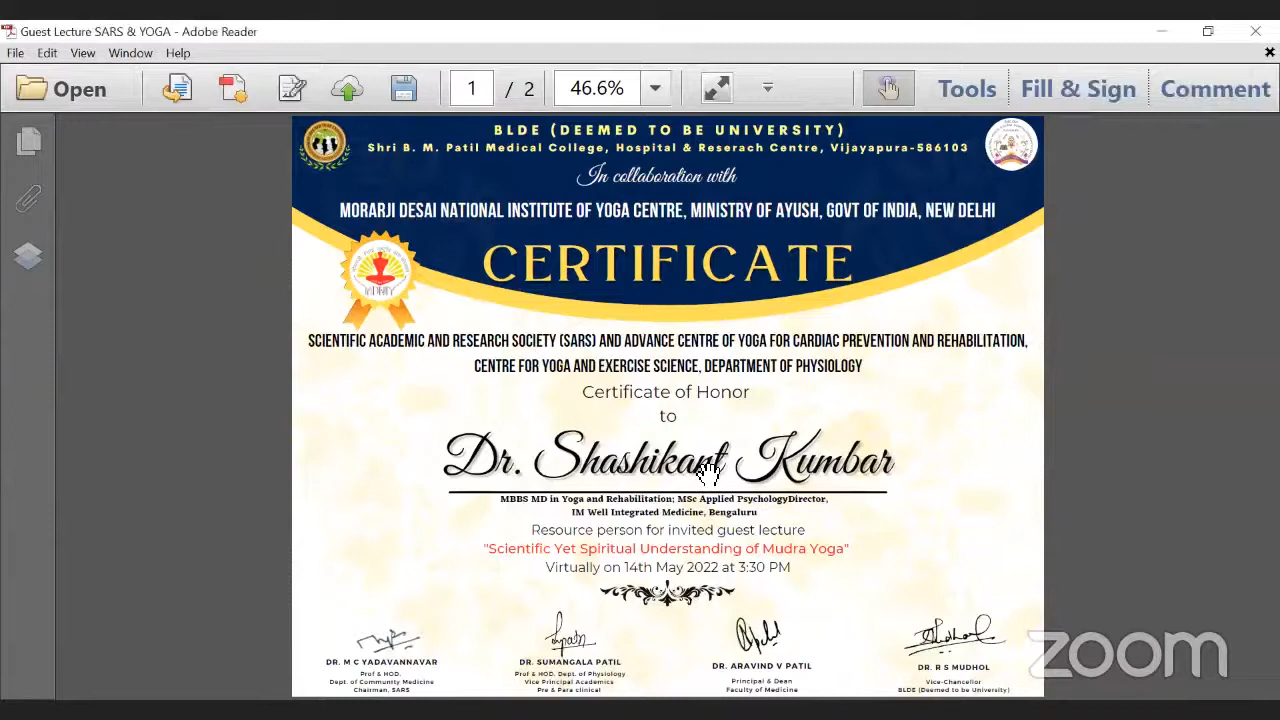 Guest Lecture SARS & YOGA - Adobe Reader
File Edit View Window Help
Open 1 / 2 46.6% Tools Fill & Sign Comment
BLDE (DEEMED TO BE UNIVERSITY)
Shri B. M. Patil Medical College, Hospital & Reserach Centre, Vijayapura-586103
In collaboration with
MORARJI DESAI NATIONAL INSTITUTE OF YOGA CENTRE, MINISTRY OF AYUSH, GOVT OF INDIA, NEW DELHI
CERTIFICATE
SCIENTIFIC ACADEMIC AND RESEARCH SOCIETY (SARS) AND ADVANCE CENTRE OF YOGA FOR CARDIAC PREVENTION AND REHABILITATION,
CENTRE FOR YOGA AND EXERCISE SCIENCE, DEPARTMENT OF PHYSIOLOGY
Certificate of Honor
to
Dr. Shashikant Kumbar
MBBS MD in Yoga and Rehabilitation; MSc Applied PsychologyDirector,
IM Well Integrated Medicine, Bengaluru
Resource person for invited guest lecture
"Scientific Yet Spiritual Understanding of Mudra Yoga"
Virtually on 14th May 2022 at 3:30 PM
DR. M C YADAVANNAVAR
Prof & HOD.
Dept. of Community Medicine
Chairman, SARS
DR. SUMANGALA PATIL
Prof & HOD. Dept. of Physiology
Vice Principal Academics
Pre & Para clinical
DR. ARAVIND V PATIL
Principal & Dean
Faculty of Medicine
DR. R S MUDHOL
Vice-Chancellor
BLDE (Deemed to be University)
zoom